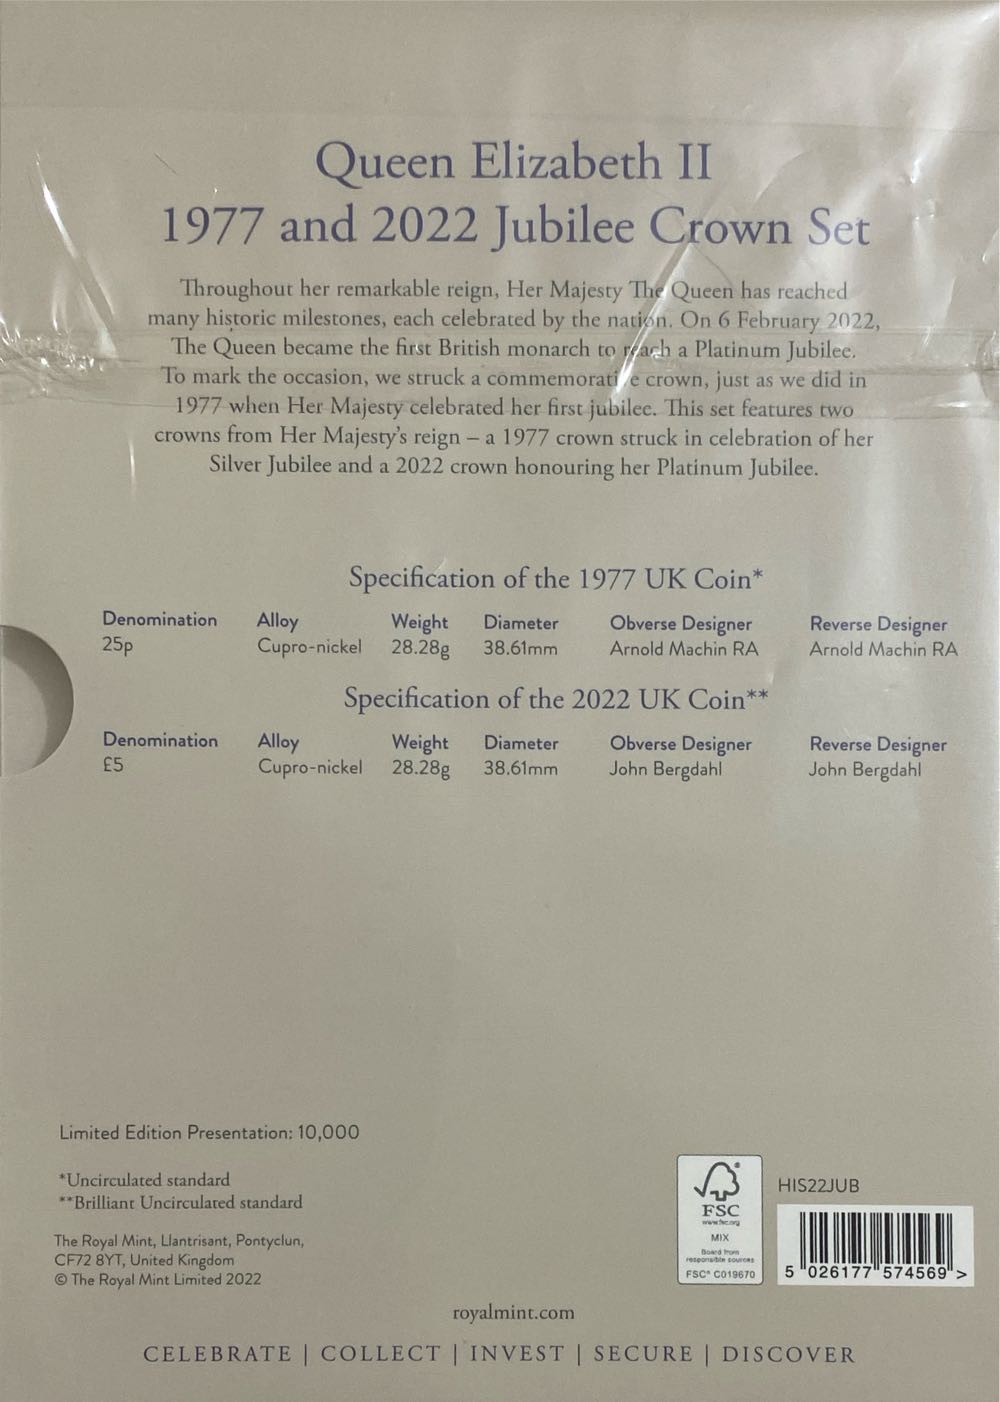 Queen Elizabeth II
1977 and 2022 Jubilee Crown Set
Throughout her remarkable reign, Her Majesty The Queen has reached
many historic milestones, each celebrated by the nation. On 6 February 2022,
The Queen became the first British monarch to reach a Platinum Jubilee.
To mark the occasion, we struck a commemorative crown, just as we did in
1977 when Her Majesty celebrated her first jubilee. This set features two
crowns from Her Majesty's reign – a 1977 crown struck in celebration of her
Silver Jubilee and a 2022 crown honouring her Platinum Jubilee.
Specification of the 1977 UK Coin*
Denomination Alloy Weight Diameter Obverse Designer Reverse Designer
25p Cupro-nickel 28.28g 38.61mm Arnold Machin RA Arnold Machin RA
Specification of the 2022 UK Coin**
Denomination Alloy Weight Diameter Obverse Designer Reverse Designer
£5 Cupro-nickel 28.28g 38.61mm John Bergdahl John Bergdahl
Limited Edition Presentation: 10,000
*Uncirculated standard
**Brilliant Uncirculated standard
The Royal Mint, Llantrisant, Pontyclun,
CF72 8YT, United Kingdom
© The Royal Mint Limited 2022
FSC
www.fsc.org
MIX
Board from
responsible sources
FSC® C019670
HIS22JUB
5 026177 574569 >
royalmint.com
CELEBRATE | COLLECT | INVEST | SECURE | DISCOVER